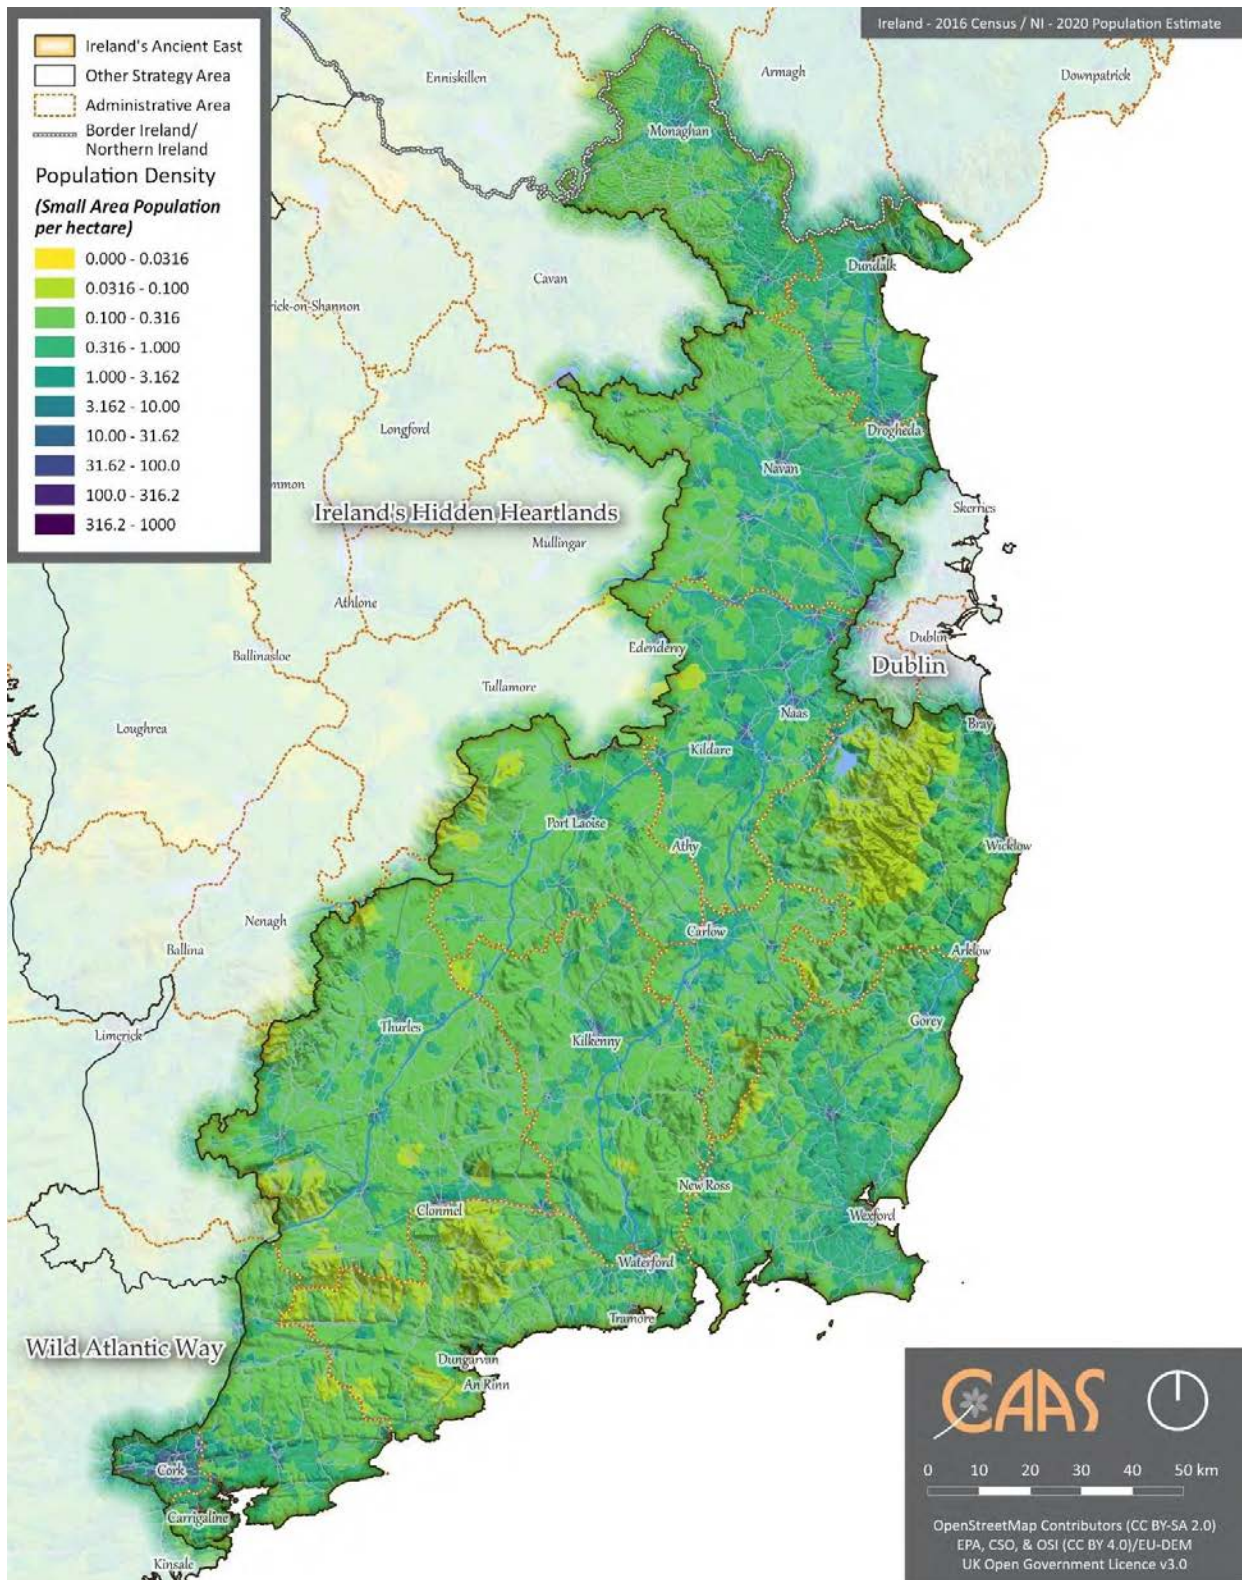 Ireland - 2016 Census / NI - 2020 Population Estimate
Ireland's Ancient East
Other Strategy Area
Administrative Area
Border Ireland/
Northern Ireland
Population Density
(Small Area Population
per hectare)
0.000 - 0.0316
0.0316 - 0.100
0.100 - 0.316
0.316 - 1.000
1.000 - 3.162
3.162 - 10.00
10.00 - 31.62
31.62 - 100.0
100.0 - 316.2
316.2 - 1000
Enniskillen
Armagh
Downpatrick
Monaghan
Cavan
Dundalk
rick-on-Shannon
Longford
Drogheda
Navan
mmon
Ireland's Hidden Heartlands
Skerries
Mullingar
Athlone
Dublin
Edenderry
Ballinasloe
Dublin
Tullamore
Naas
Bray
Loughrea
Kildare
Port Laoise
Athy
Wicklow
Nenagh
Carlow
Ballina
Arklow
Thurles
Gorey
Limerick
Kilkenny
New Ross
Clonmel
Wexford
Waterford
Tramore
Wild Atlantic Way
Dungarvan
An Rinn
Cork
Carrigaline
Kinsale
CAAS
0 10 20 30 40 50 km
OpenStreetMap Contributors (CC BY-SA 2.0)
EPA, CSO, & OSI (CC BY 4.0)/EU-DEM
UK Open Government Licence v3.0